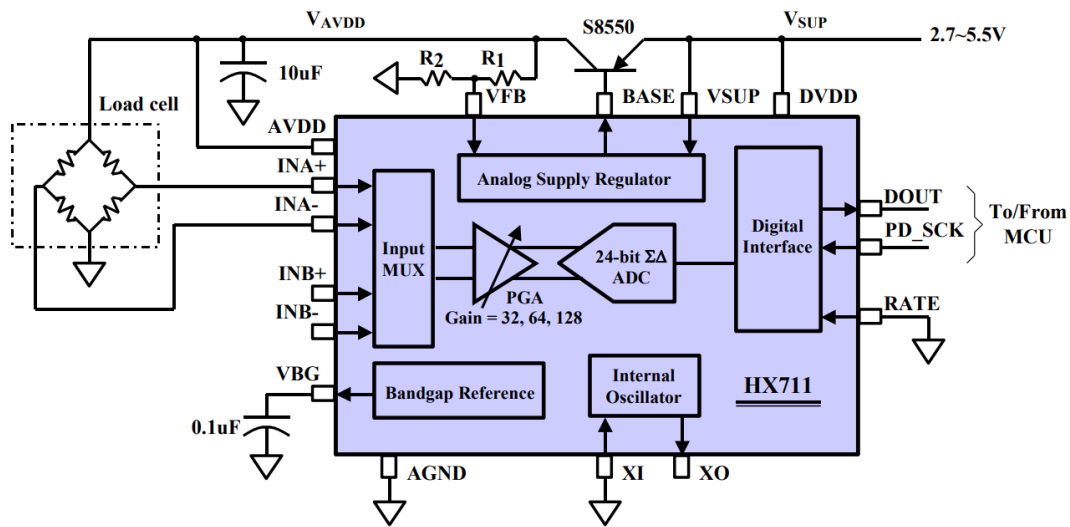 VAVDD
S8550
VSUP
2.7~5.5V
R2
R1
10uF
VFB
BASE
VSUP
DVDD
Load cell
AVDD
INA+
INA-
INB+
INB-
Analog Supply Regulator
Input
MUX
PGA
Gain = 32, 64, 128
24-bit ΣΔ
ADC
Digital
Interface
DOUT
PD_SCK
To/From
MCU
RATE
VBG
Bandgap Reference
Internal
Oscillator
HX711
0.1uF
AGND
XI
XO